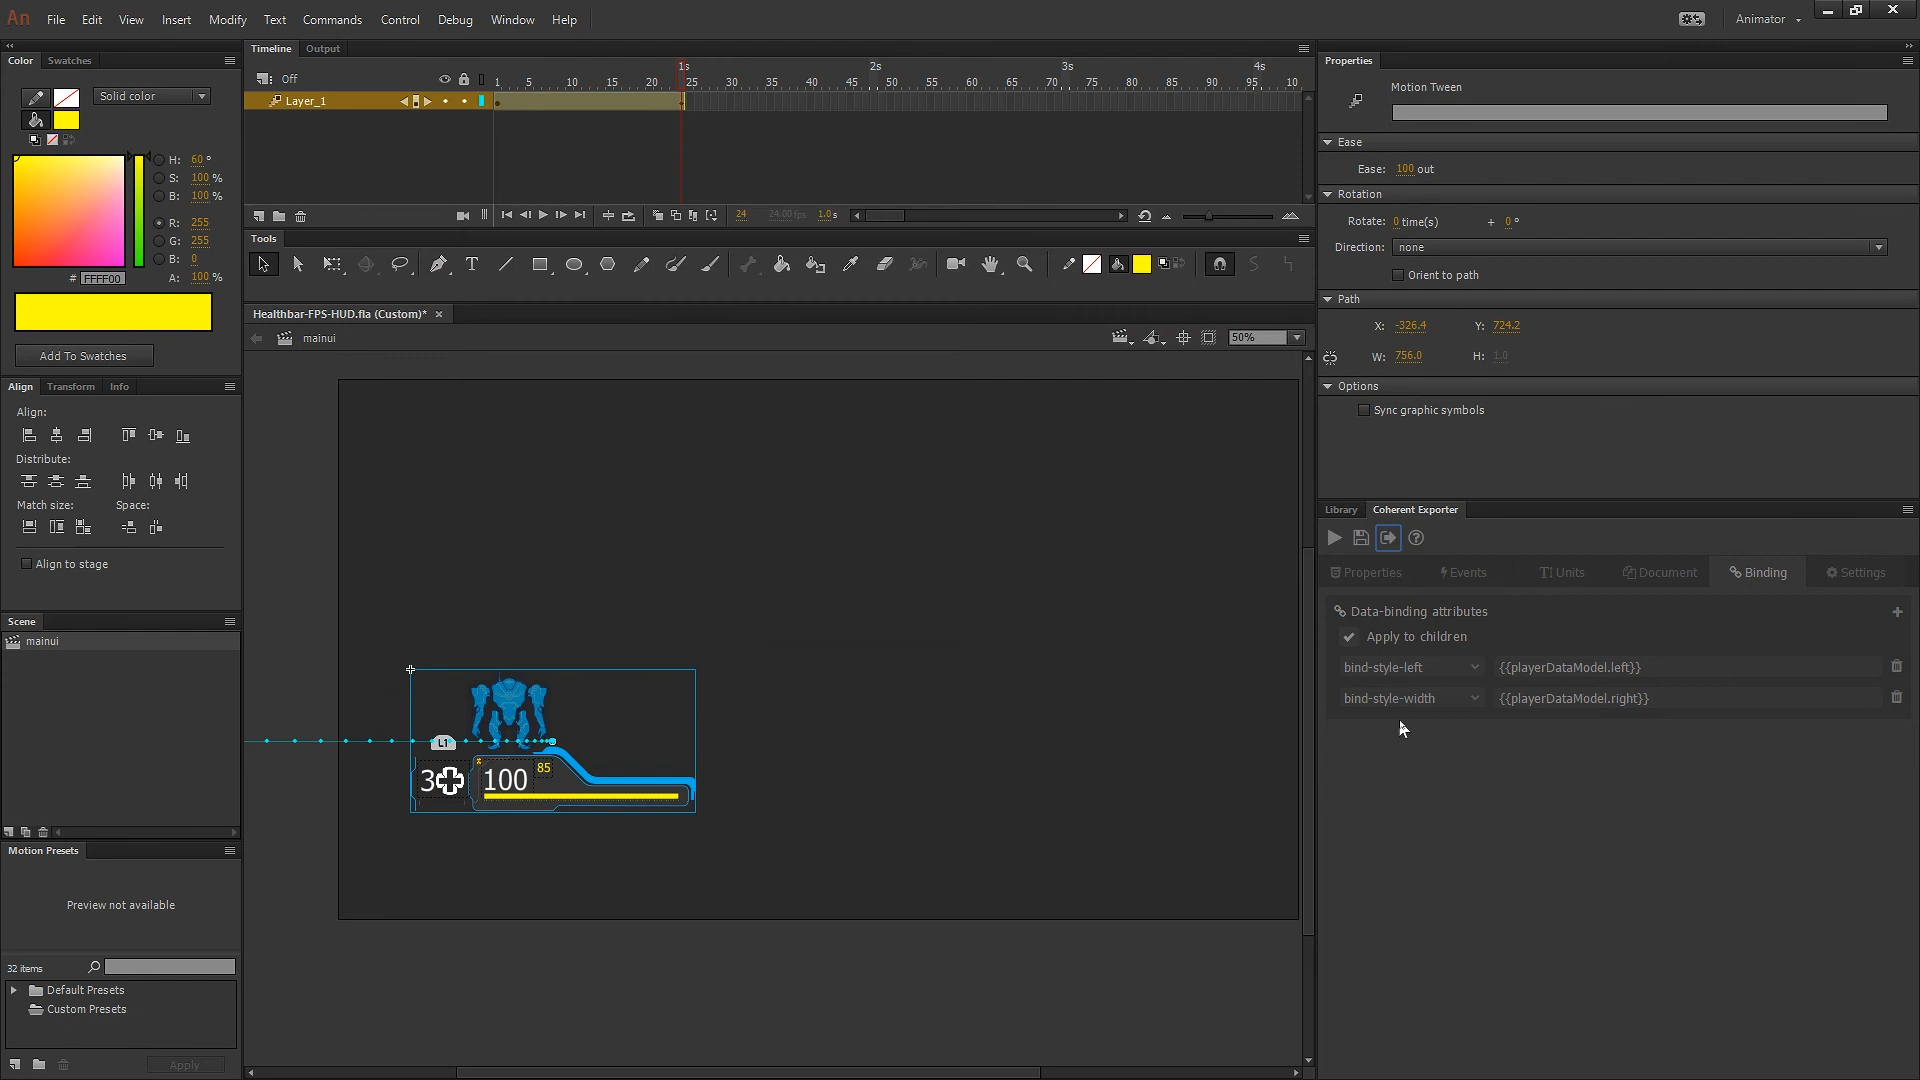 An File Edit View Insert Modify Text Commands Control Debug Window Help Animator
Color Swatches
Solid color
H: 60 °
S: 100 %
B: 100 %
R: 255
G: 255
B: 0
# FFFF00 A: 100 %
Add To Swatches
Align Transform Info
Align:
Distribute:
Match size: Space:
Align to stage
Scene
mainui
Motion Presets
Preview not available
32 items
Default Presets
Custom Presets
Apply
Timeline Output
Off
1s 2s 3s 4s
1 5 10 15 20 25 30 35 40 45 50 55 60 65 70 75 80 85 90 95 10
Layer_1
24 24.00 fps 1.0 s
Tools
Healthbar-FPS-HUD.fla (Custom)*
mainui
50%
L1
3
100
85
Properties
Motion Tween
Ease
Ease: 100 out
Rotation
Rotate: 0 time(s) + 0 °
Direction: none
Orient to path
Path
X: -326.4 Y: 724.2
W: 756.0 H: 1.0
Options
Sync graphic symbols
Library Coherent Exporter
Properties Events Units Document Binding Settings
Data-binding attributes
Apply to children
bind-style-left {{playerDataModel.left}}
bind-style-width {{playerDataModel.right}}